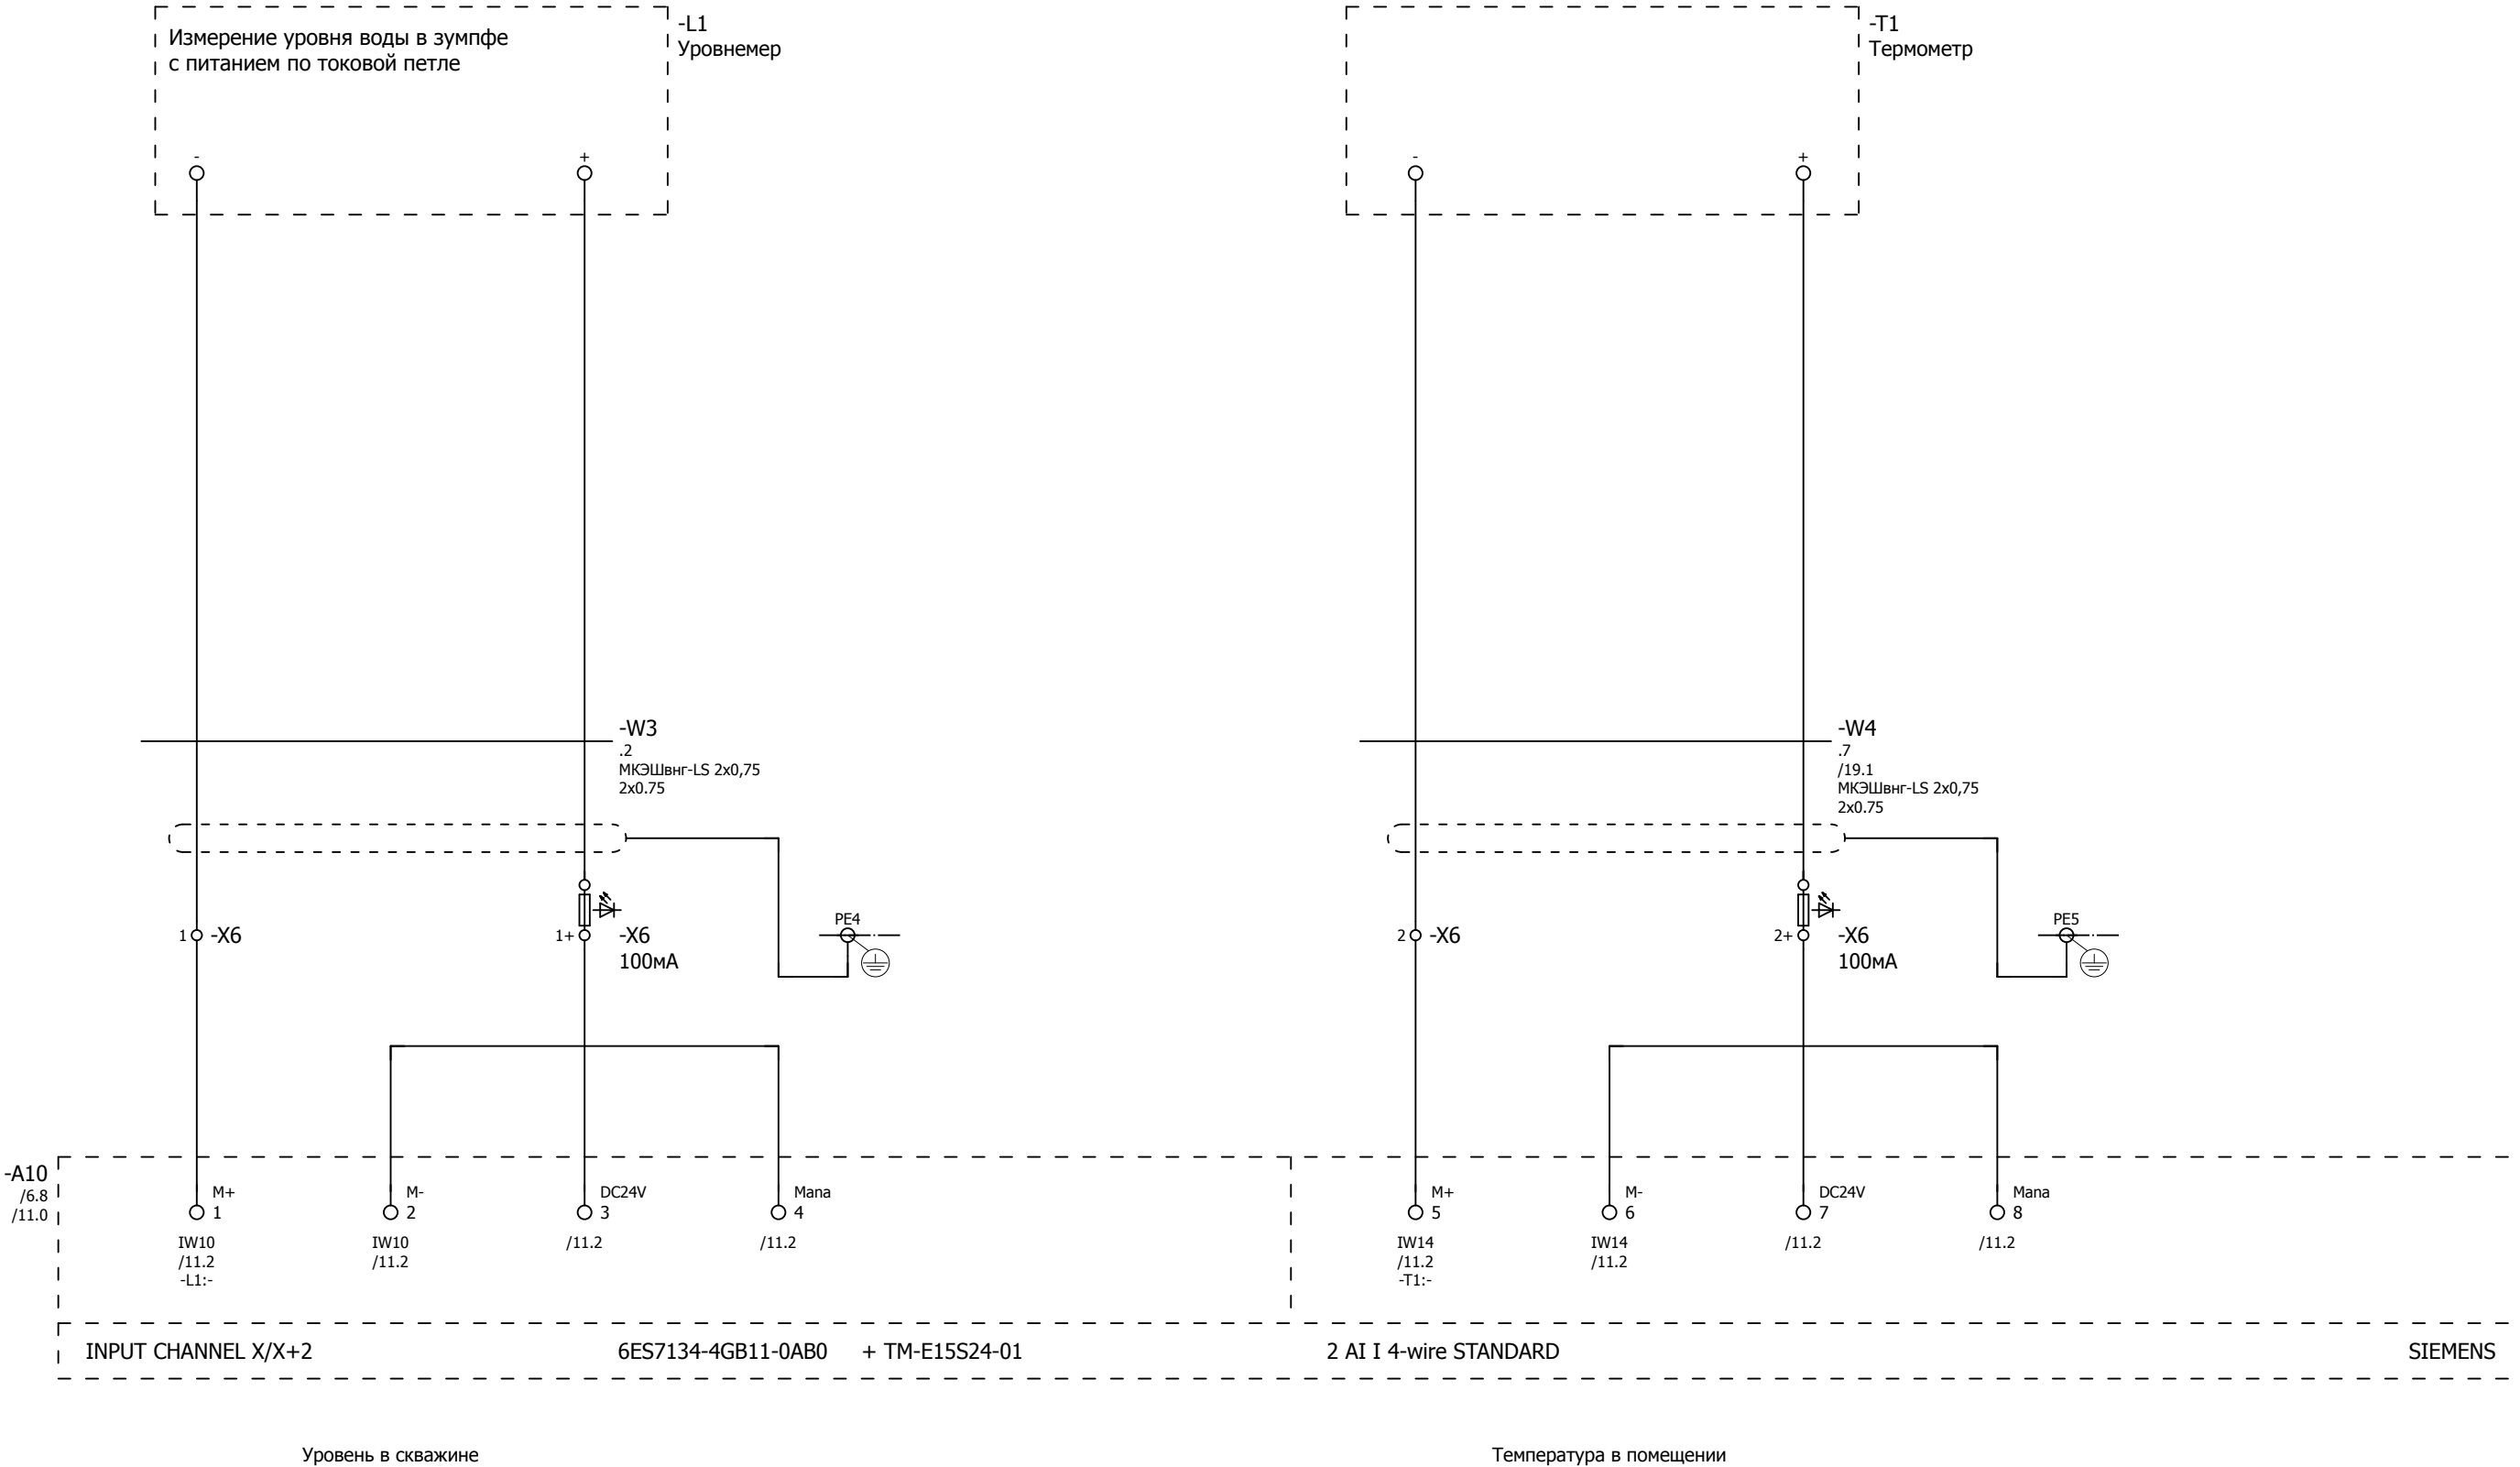 -L1
Уровнемер
Измерение уровня воды в зумпфе
с питанием по токовой петле
-
+
-T1
Термометр
-
+
-W3
.2
МКЭШвнг-LS 2x0,75
2x0.75
-W4
.7
/19.1
МКЭШвнг-LS 2x0,75
2x0.75
1
-X6
1+
-X6
100мА
PE4
2
-X6
2+
-X6
100мА
PE5
-A10
/6.8
/11.0
M+
1
IW10
/11.2
-L1:-
M-
2
IW10
/11.2
DC24V
3
/11.2
Mana
4
/11.2
M+
5
IW14
/11.2
-T1:-
M-
6
IW14
/11.2
DC24V
7
/11.2
Mana
8
/11.2
INPUT CHANNEL X/X+2 6ES7134-4GB11-0AB0 + TM-E15S24-01 2 AI I 4-wire STANDARD SIEMENS
Уровень в скважине
Температура в помещении